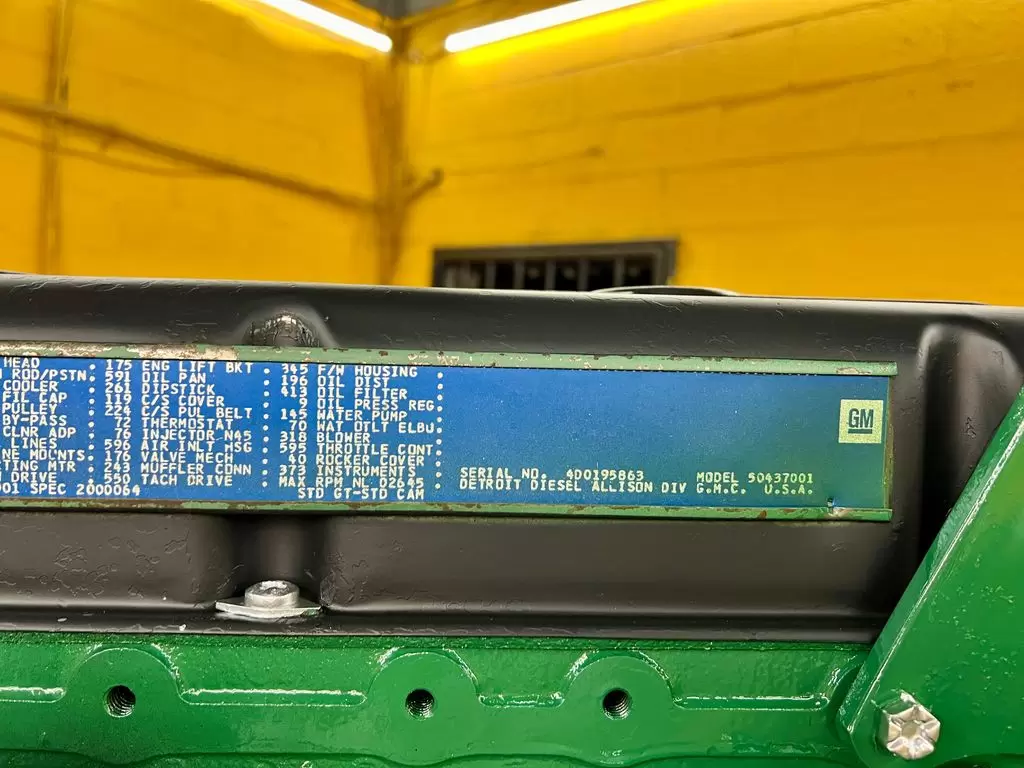 HEAD . 175 ENG LIFT BKT . 345 F/W HOUSING .
ROD/PSTN . 591 OIL PAN . 196 OIL DIST .
COOLER . 261 DIPSTICK . 413 OIL FILTER .
FIL CAP . 119 C/S COVER . 9 OIL PRESS REG .
PULLEY . 224 C/S PUL BELT . 145 WATER PUMP .
BY-PASS . 72 THERMOSTAT . 70 WAT OTLT ELBW .
CLNR ADP . 76 INJECTOR N45 . 318 BLOWER .
LINES . 596 AIR INLT HSG . 595 THROTTLE CONT .
NE MOUNTS . 176 VALVE MECH . 40 ROCKER COVER .
TING MTR . 243 MUFFLER CONN . 373 INSTRUMENTS .
DRIVE . 550 TACH DRIVE . MAX RPM NL 02645 .
001 SPEC 2000064 STD GT-STD CAM
GM
SERIAL NO. 4D0195863 MODEL 50437001
DETROIT DIESEL ALLISON DIV G.M.C. U.S.A.